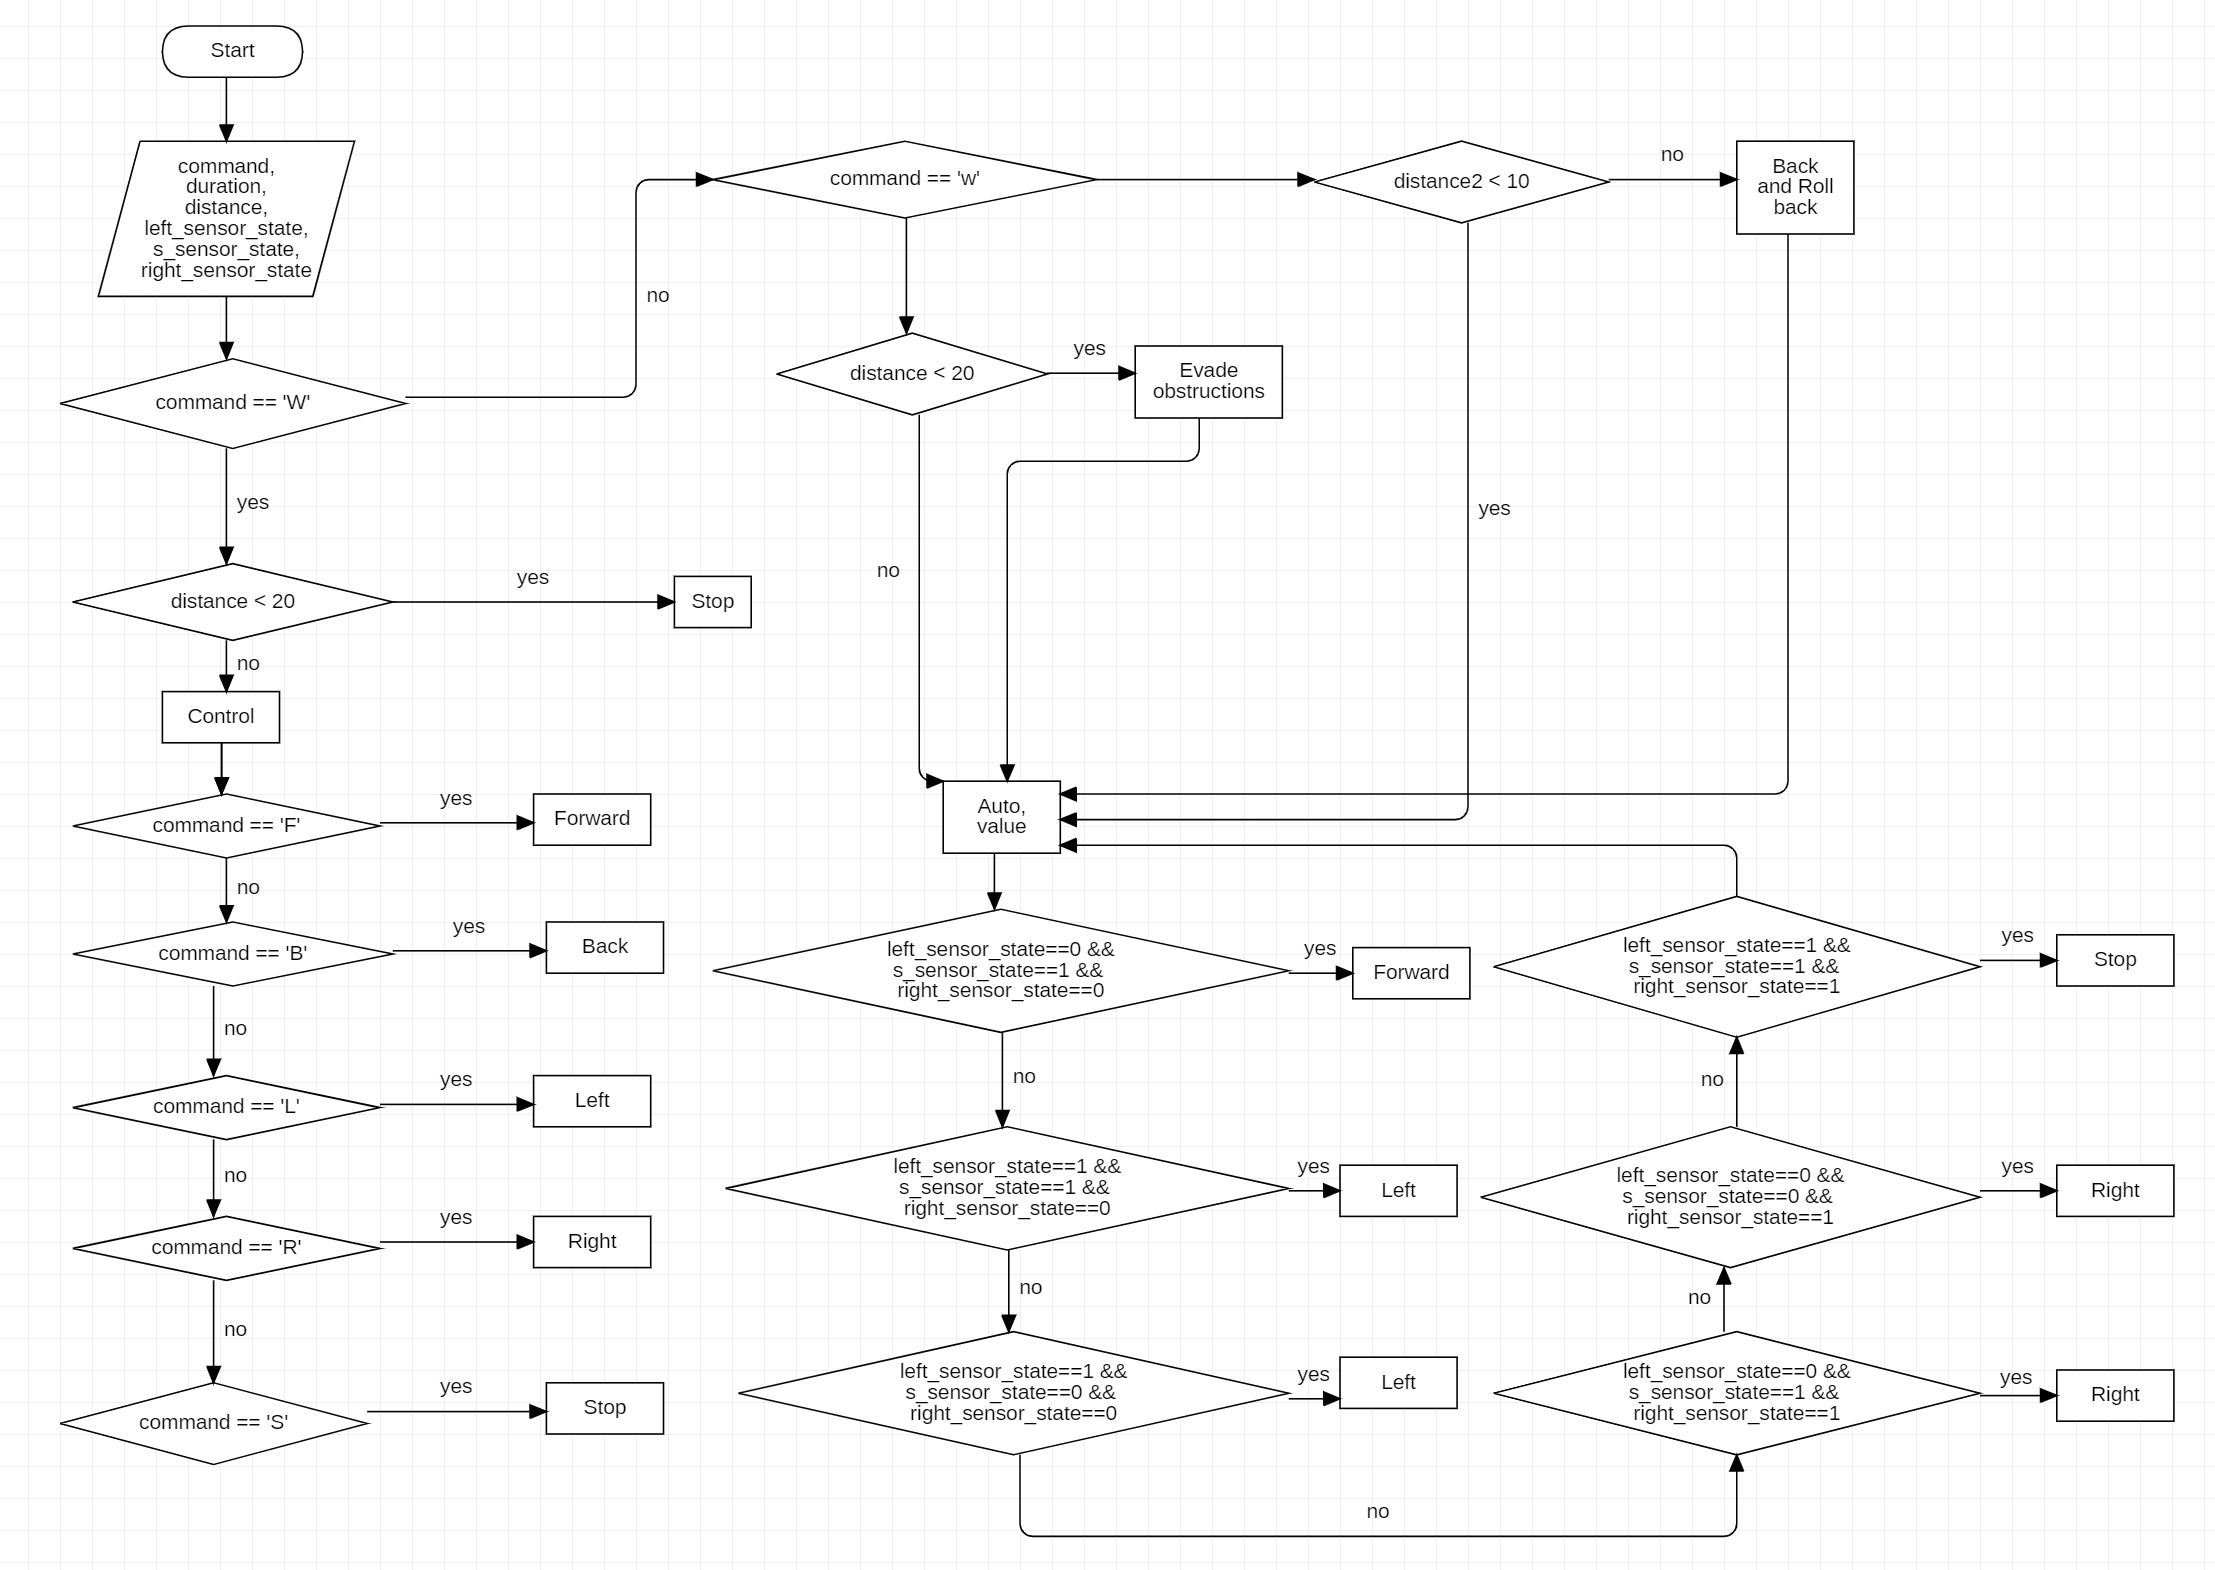 Start
command,
duration,
distance,
left_sensor_state,
s_sensor_state,
right_sensor_state
command == 'W'
no
yes
distance < 20
yes
Stop
no
Control
command == 'F'
yes
Forward
no
command == 'B'
yes
Back
no
command == 'L'
yes
Left
no
command == 'R'
yes
Right
no
command == 'S'
yes
Stop
command == 'w'
distance2 < 10
no
Back
and Roll
back
yes
distance < 20
yes
Evade
obstructions
no
Auto,
value
left_sensor_state==0 &&
s_sensor_state==1 &&
right_sensor_state==0
yes
Forward
no
left_sensor_state==1 &&
s_sensor_state==1 &&
right_sensor_state==0
yes
Left
no
left_sensor_state==1 &&
s_sensor_state==0 &&
right_sensor_state==0
yes
Left
no
left_sensor_state==0 &&
s_sensor_state==1 &&
right_sensor_state==1
yes
Right
no
left_sensor_state==0 &&
s_sensor_state==0 &&
right_sensor_state==1
yes
Right
no
left_sensor_state==1 &&
s_sensor_state==1 &&
right_sensor_state==1
yes
Stop